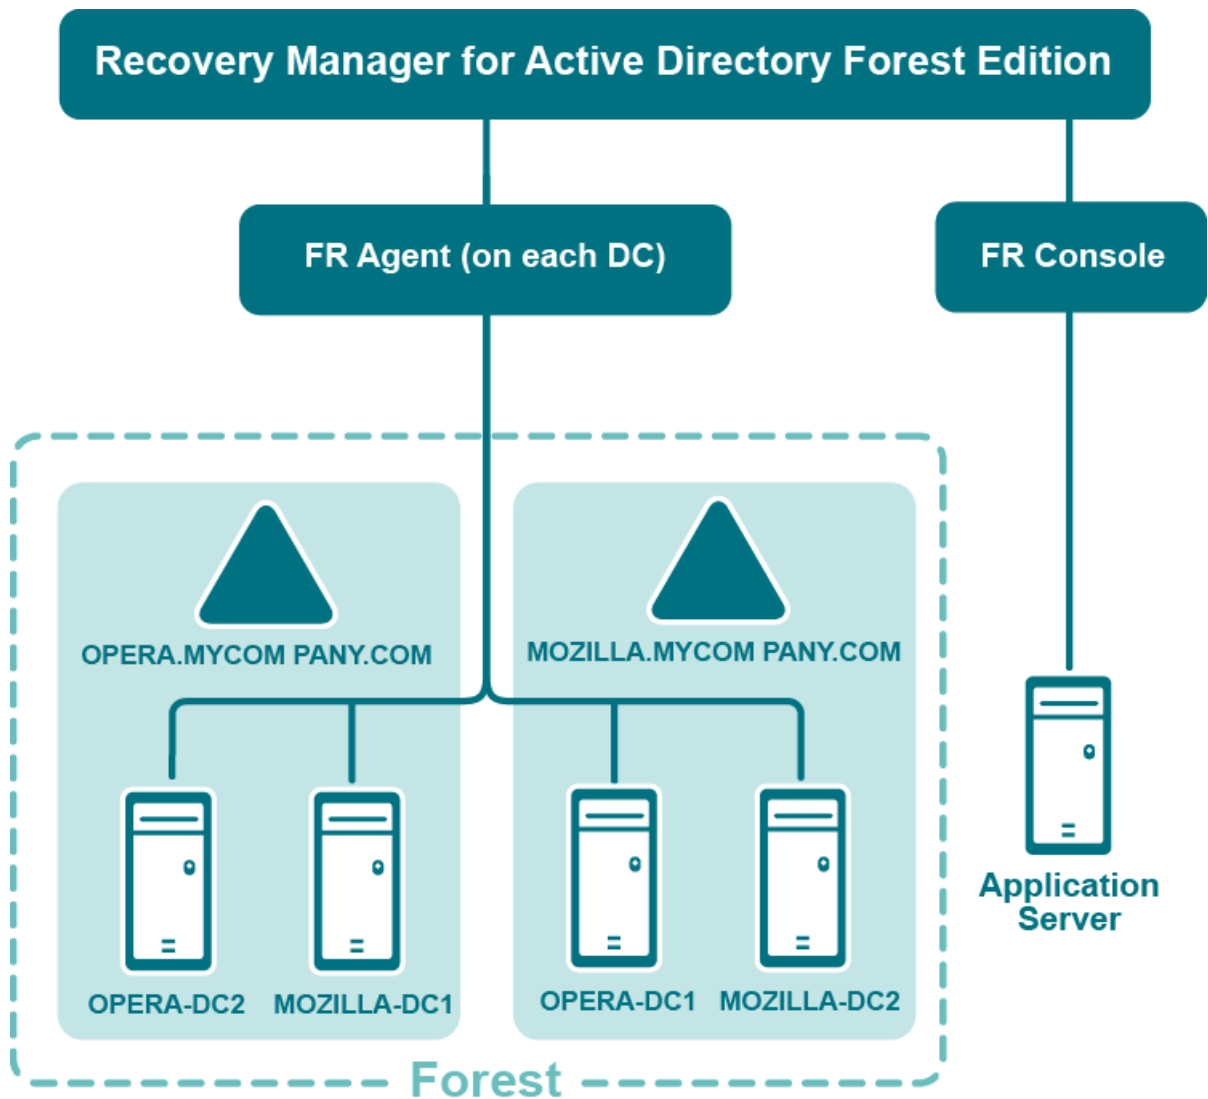 Recovery Manager for Active Directory Forest Edition
FR Agent (on each DC)
FR Console
OPERA.MYCOM PANY.COM
MOZILLA.MYCOM PANY.COM
OPERA-DC2
MOZILLA-DC1
OPERA-DC1
MOZILLA-DC2
Application
Server
Forest